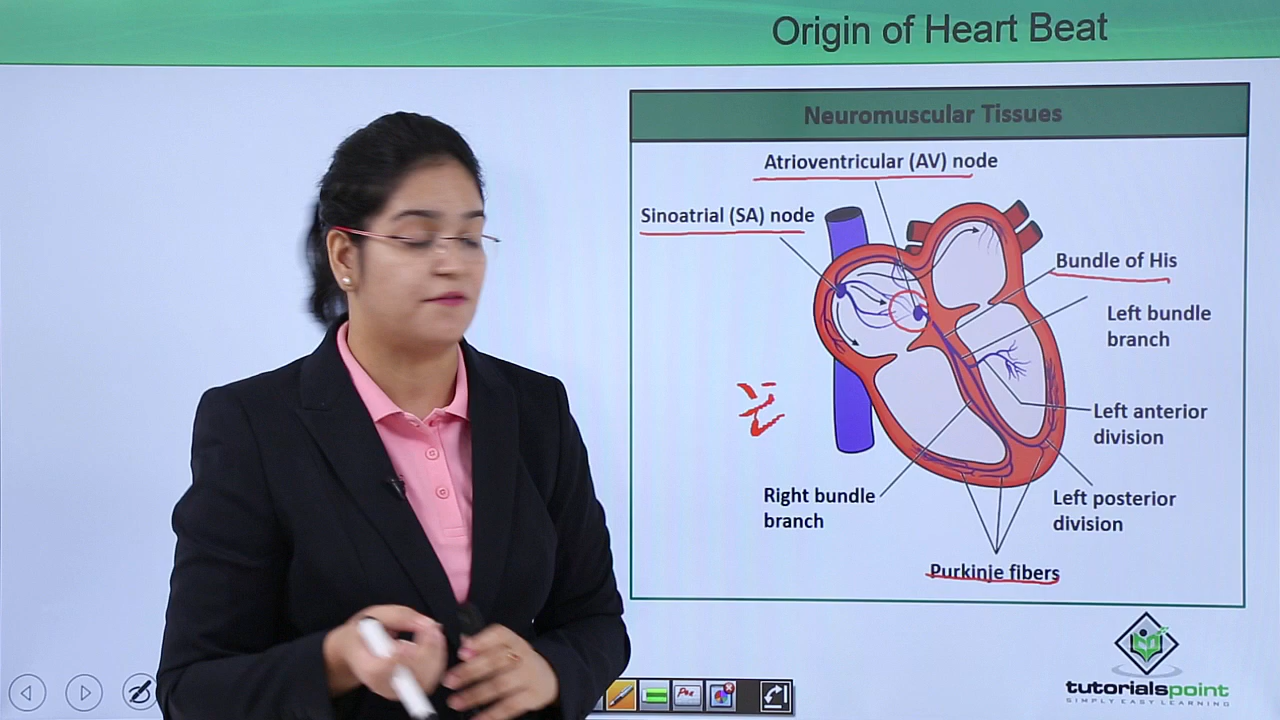 Origin of Heart Beat
Neuromuscular Tissues
Atrioventricular (AV) node
Sinoatrial (SA) node
Bundle of His
Left bundle
branch
Left anterior
division
Right bundle
branch
Left posterior
division
Purkinje fibers
tutorialspoint
SIMPLY EASY LEARNING